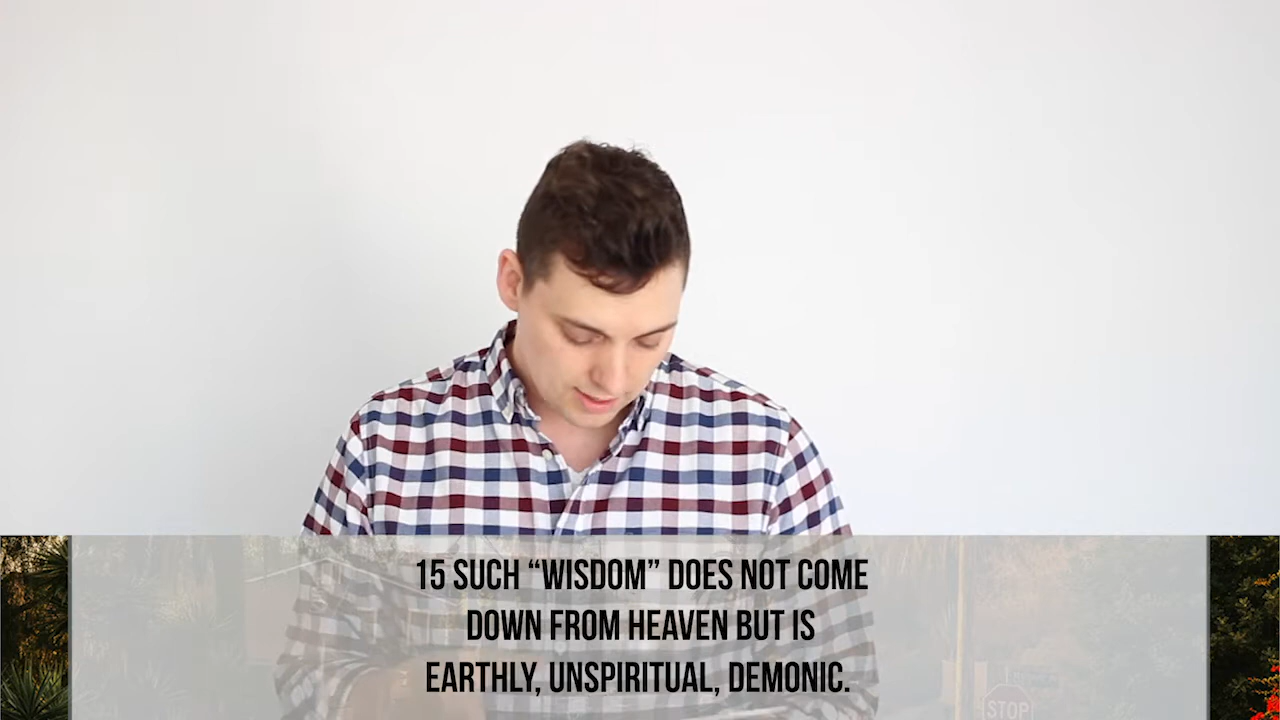 15 SUCH “WISDOM” DOES NOT COME
DOWN FROM HEAVEN BUT IS
EARTHLY, UNSPIRITUAL, DEMONIC.
STOP